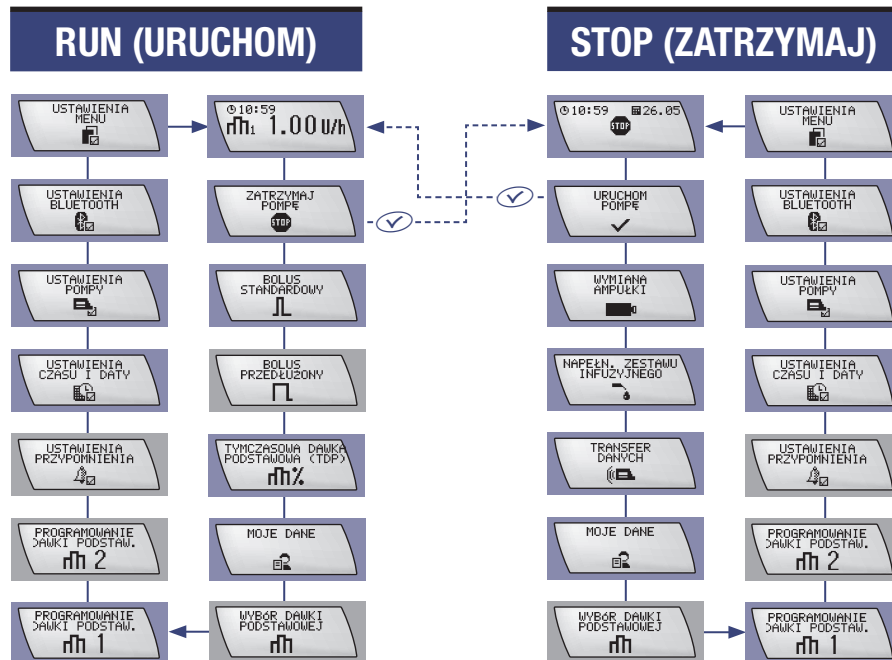 RUN (URUCHOM)
USTAWIENIA
MENU
USTAWIENIA
BLUETOOTH
USTAWIENIA
POMPY
USTAWIENIA
CZASU I DATY
USTAWIENIA
PRZYPOMNIENIA
PROGRAMOWANIE
DAWKI PODSTAW.
2
PROGRAMOWANIE
DAWKI PODSTAW.
1
10:59
1 1.00 U/h
ZATRZYMAJ
POMPĘ
STOP
BOLUS
STANDARDOWY
BOLUS
PRZEDŁUŻONY
TYMCZASOWA DAWKA
PODSTAWOWA (TDP)
%
MOJE DANE
WYBÓR DAWKI
PODSTAWOWEJ
STOP (ZATRZYMAJ)
10:59 26.05
STOP
URUCHOM
POMPĘ
WYMIANA
AMPUŁKI
NAPEŁN. ZESTAWU
INFUZYJNEGO
TRANSFER
DANYCH
MOJE DANE
WYBÓR DAWKI
PODSTAWOWEJ
USTAWIENIA
MENU
USTAWIENIA
BLUETOOTH
USTAWIENIA
POMPY
USTAWIENIA
CZASU I DATY
USTAWIENIA
PRZYPOMNIENIA
PROGRAMOWANIE
DAWKI PODSTAW.
2
PROGRAMOWANIE
DAWKI PODSTAW.
1